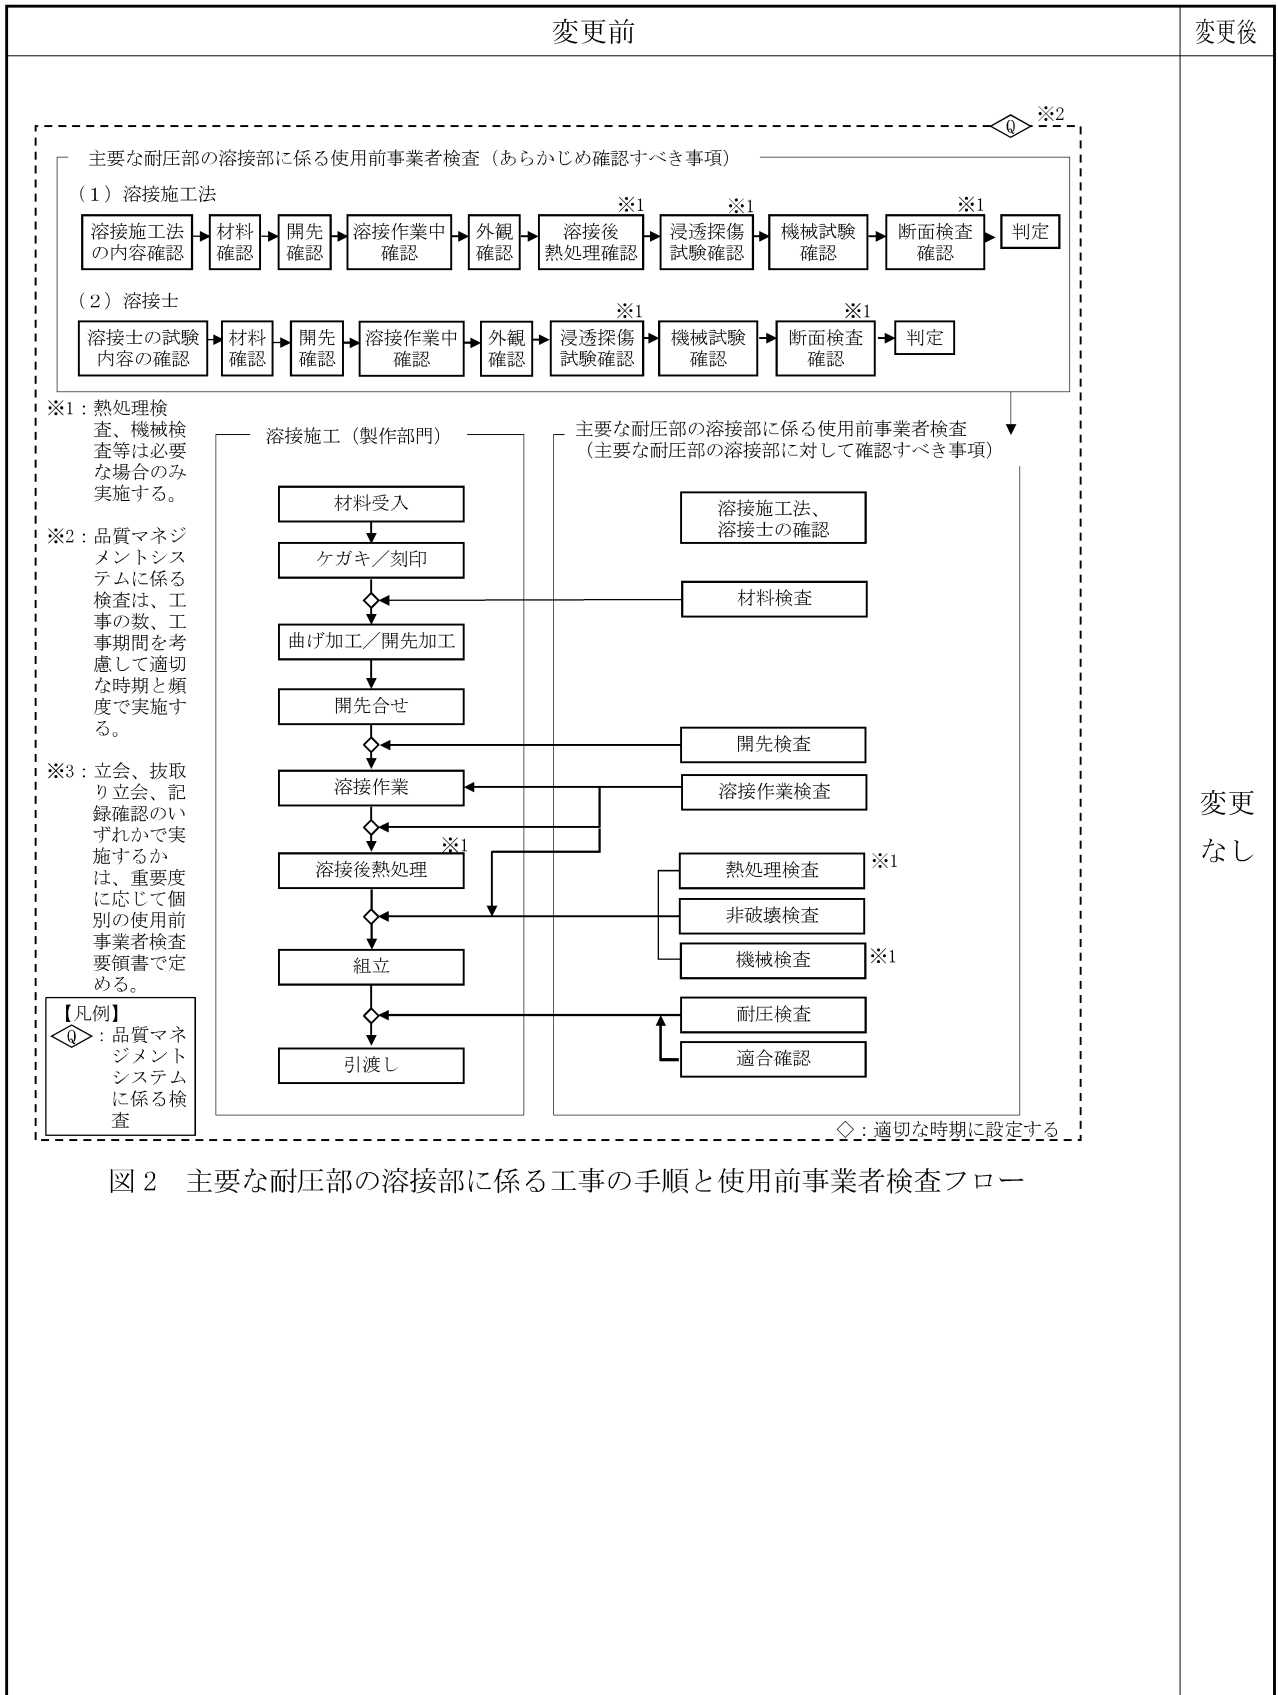 変更前
変更後
Q
※2
主要な耐圧部の溶接部に係る使用前事業者検査（あらかじめ確認すべき事項）
（１）溶接施工法
※1
※1
※1
溶接施工法
の内容確認
材料
確認
開先
確認
溶接作業中
確認
外観
確認
溶接後
熱処理確認
浸透探傷
試験確認
機械試験
確認
断面検査
確認
判定
（２）溶接士
※1
※1
溶接士の試験
内容の確認
材料
確認
開先
確認
溶接作業中
確認
外観
確認
浸透探傷
試験確認
機械試験
確認
断面検査
確認
判定
※1：熱処理検
査、機械検
査等は必要
な場合のみ
実施する。
※2：品質マネジ
メントシス
テムに係る
検査は、工
事の数、工
事期間を考
慮して適切
な時期と頻
度で実施す
る。
※3：立会、抜取
り立会、記
録確認のい
ずれかで実
施するか
は、重要度
に応じて個
別の使用前
事業者検査
要領書で定
める。
【凡例】
Q：品質マネ
ジメント
システム
に係る検
査
溶接施工（製作部門）
材料受入
ケガキ／刻印
曲げ加工／開先加工
開先合せ
溶接作業
※1
溶接後熱処理
組立
引渡し
主要な耐圧部の溶接部に係る使用前事業者検査
（主要な耐圧部の溶接部に対して確認すべき事項）
溶接施工法、
溶接士の確認
材料検査
開先検査
溶接作業検査
熱処理検査
※1
非破壊検査
機械検査
※1
耐圧検査
適合確認
◇：適切な時期に設定する
図２　主要な耐圧部の溶接部に係る工事の手順と使用前事業者検査フロー
変更
なし